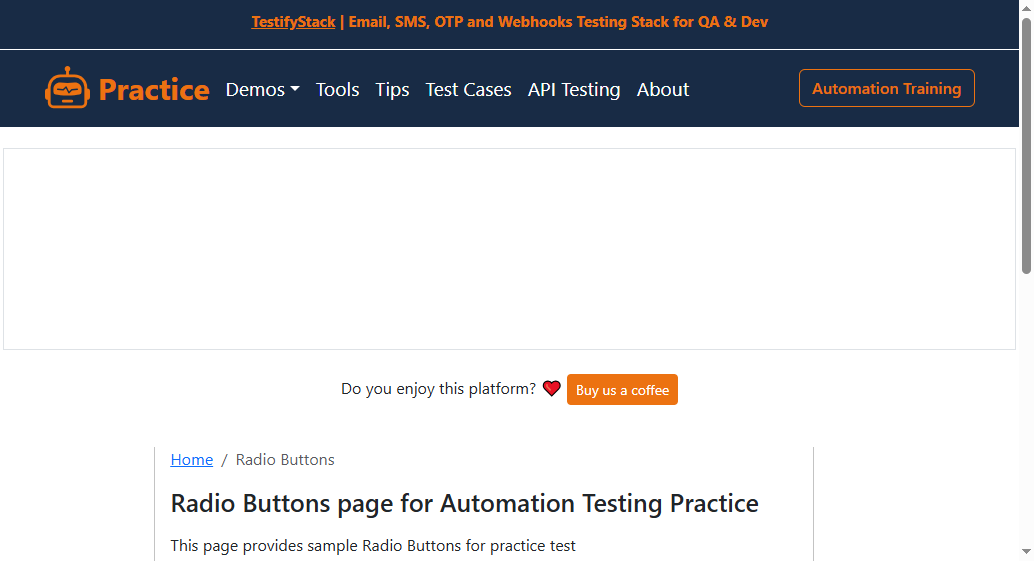 TestifyStack | Email, SMS, OTP and Webhooks Testing Stack for QA & Dev
Practice Demos Tools Tips Test Cases API Testing About Automation Training
Do you enjoy this platform? Buy us a coffee
Home / Radio Buttons
Radio Buttons page for Automation Testing Practice
This page provides sample Radio Buttons for practice test